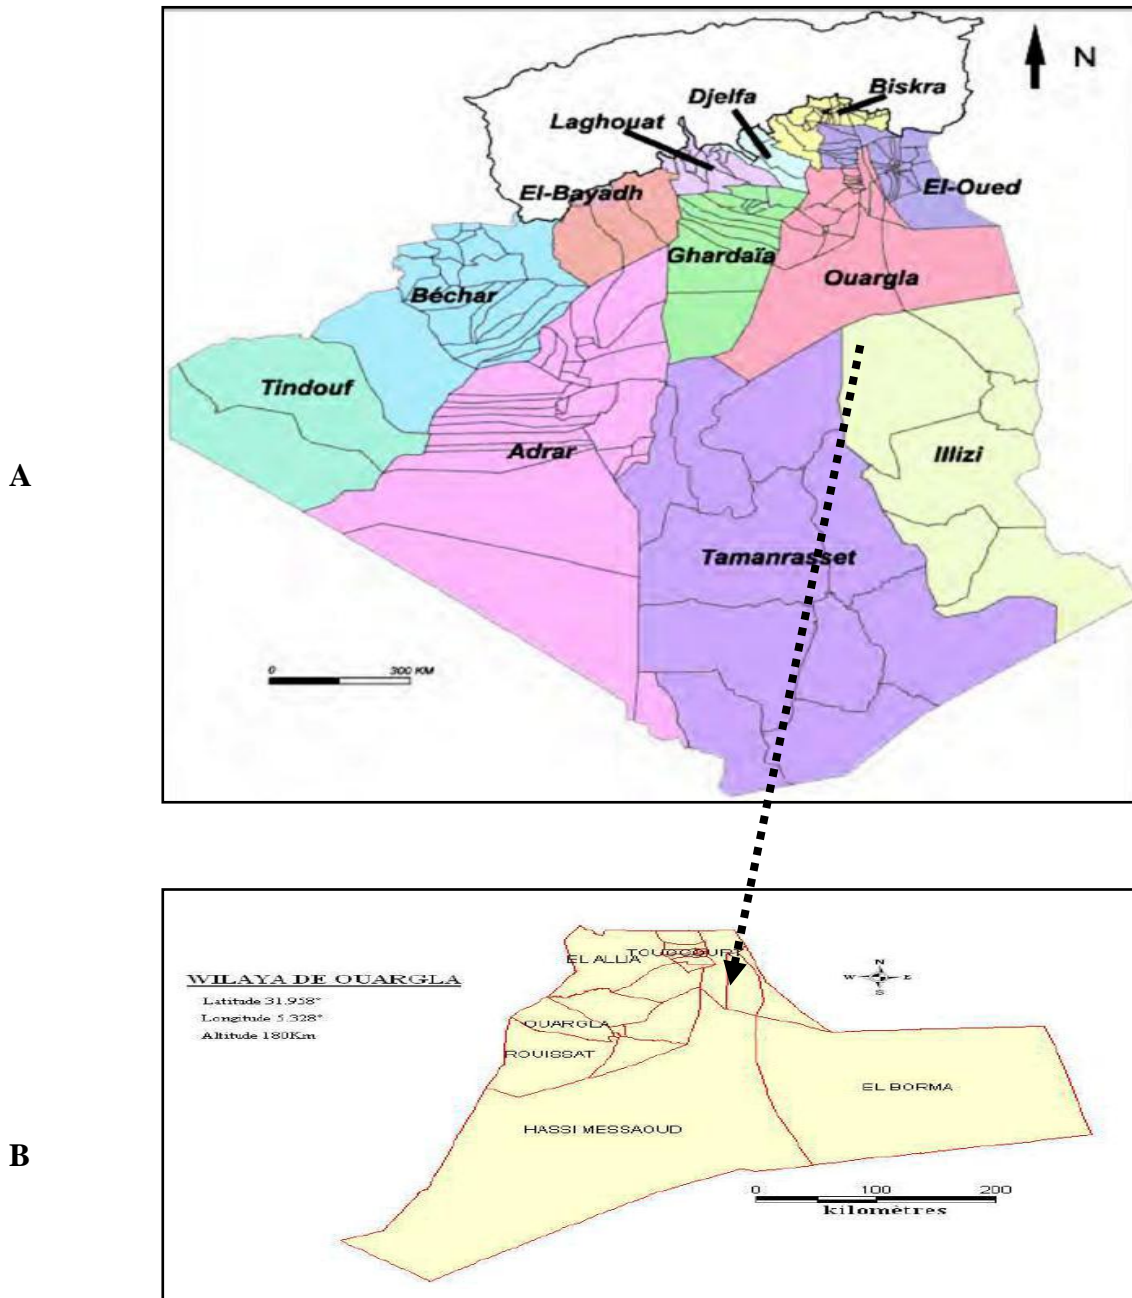 N
Biskra
Djelfa
Laghouat
El-Bayadh
El-Oued
Ghardaïa
Ouargla
Béchar
Tindouf
Adrar
Illizi
A
Tamanrasset
0 300 KM
TOUGGOURT
EL ALLIA
WILAYA DE OUARGLA
N
W E
S
Latitude 31.958°
Longitude 5.328°
Altitude 180Km
OUARGLA
ROUISSAT
EL BORMA
HASSI MESSAOUD
B
0 100 200
kilomètres